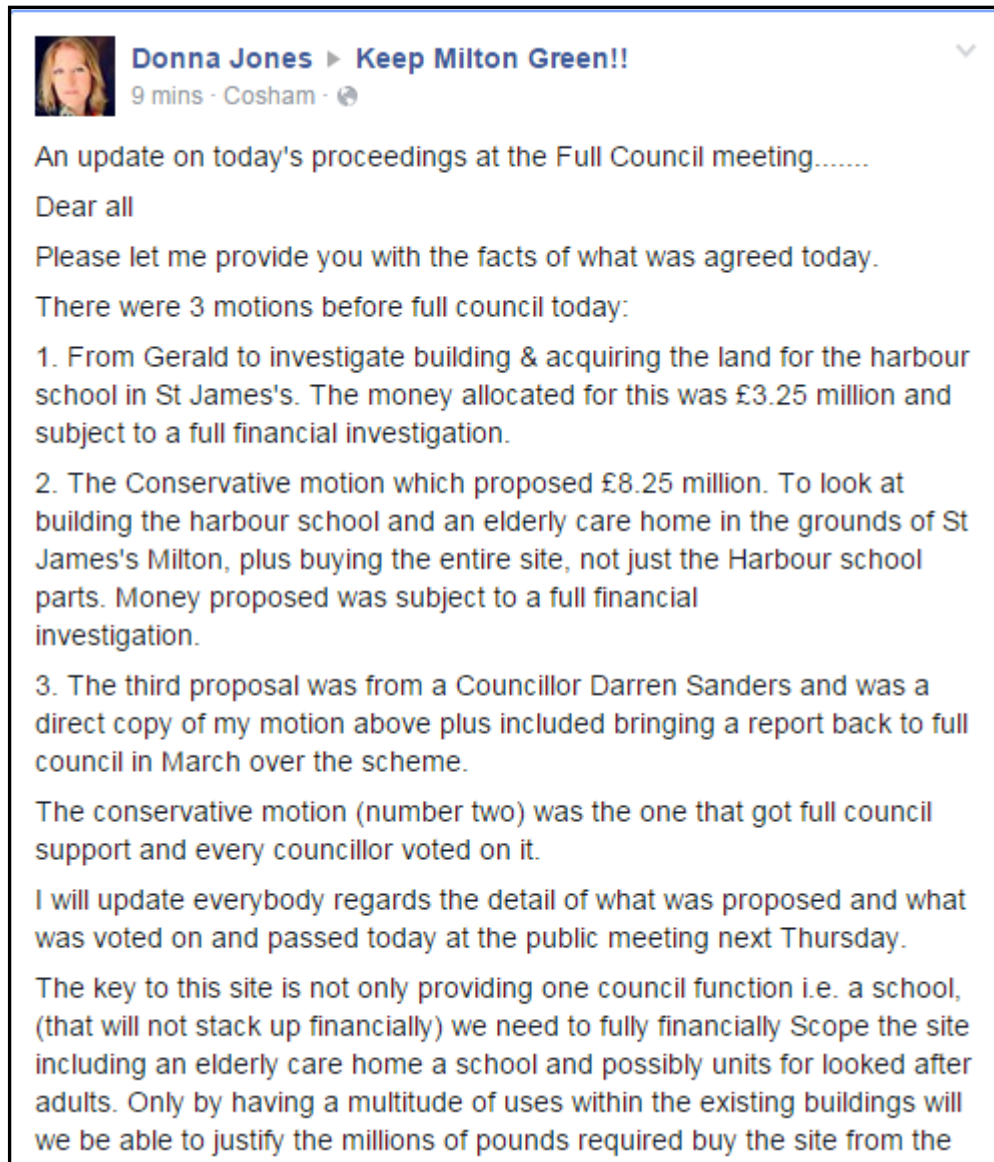 Donna Jones ▸ Keep Milton Green!!
9 mins · Cosham ·
An update on today's proceedings at the Full Council meeting.......
Dear all
Please let me provide you with the facts of what was agreed today.
There were 3 motions before full council today:
1. From Gerald to investigate building & acquiring the land for the harbour
school in St James's. The money allocated for this was £3.25 million and
subject to a full financial investigation.
2. The Conservative motion which proposed £8.25 million. To look at
building the harbour school and an elderly care home in the grounds of St
James's Milton, plus buying the entire site, not just the Harbour school
parts. Money proposed was subject to a full financial
investigation.
3. The third proposal was from a Councillor Darren Sanders and was a
direct copy of my motion above plus included bringing a report back to full
council in March over the scheme.
The conservative motion (number two) was the one that got full council
support and every councillor voted on it.
I will update everybody regards the detail of what was proposed and what
was voted on and passed today at the public meeting next Thursday.
The key to this site is not only providing one council function i.e. a school,
(that will not stack up financially) we need to fully financially Scope the site
including an elderly care home a school and possibly units for looked after
adults. Only by having a multitude of uses within the existing buildings will
we be able to justify the millions of pounds required buy the site from the